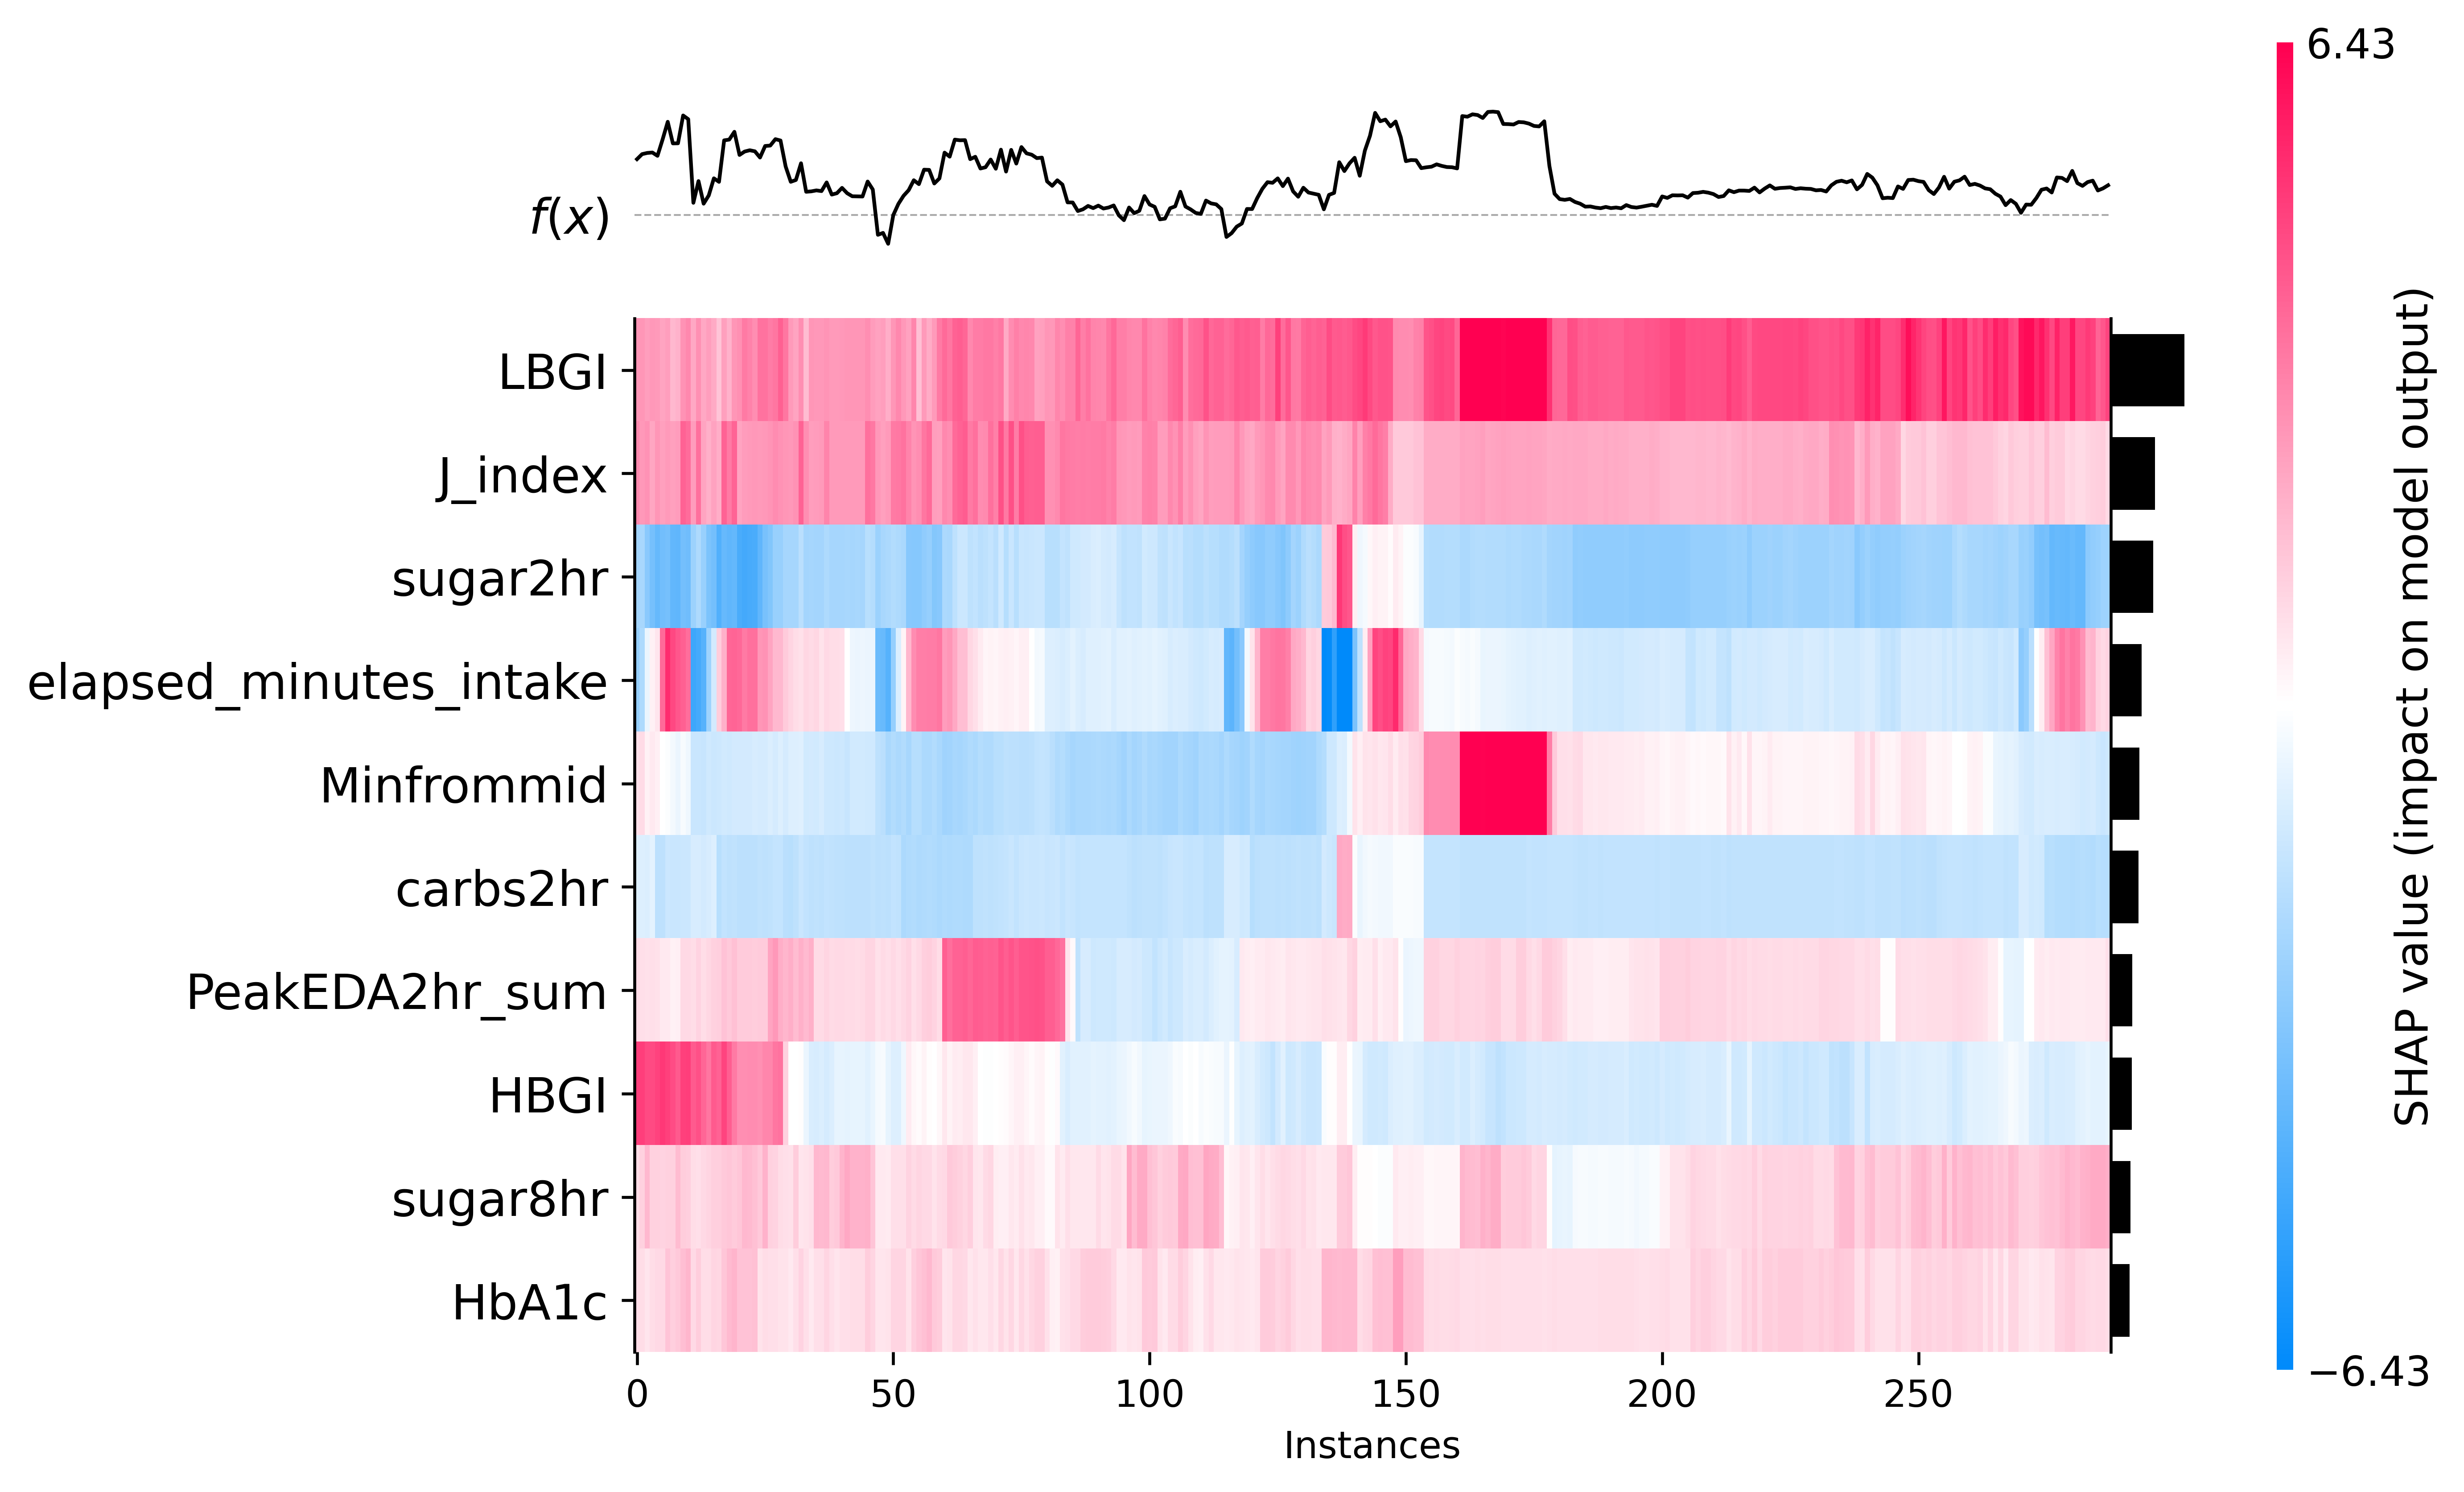 6.43
f(x)
LBGI
J_index
sugar2hr
elapsed_minutes_intake
Minfrommid
carbs2hr
PeakEDA2hr_sum
HBGI
sugar8hr
HbA1c
0 50 100 150 200 250
Instances
SHAP value (impact on model output)
−6.43